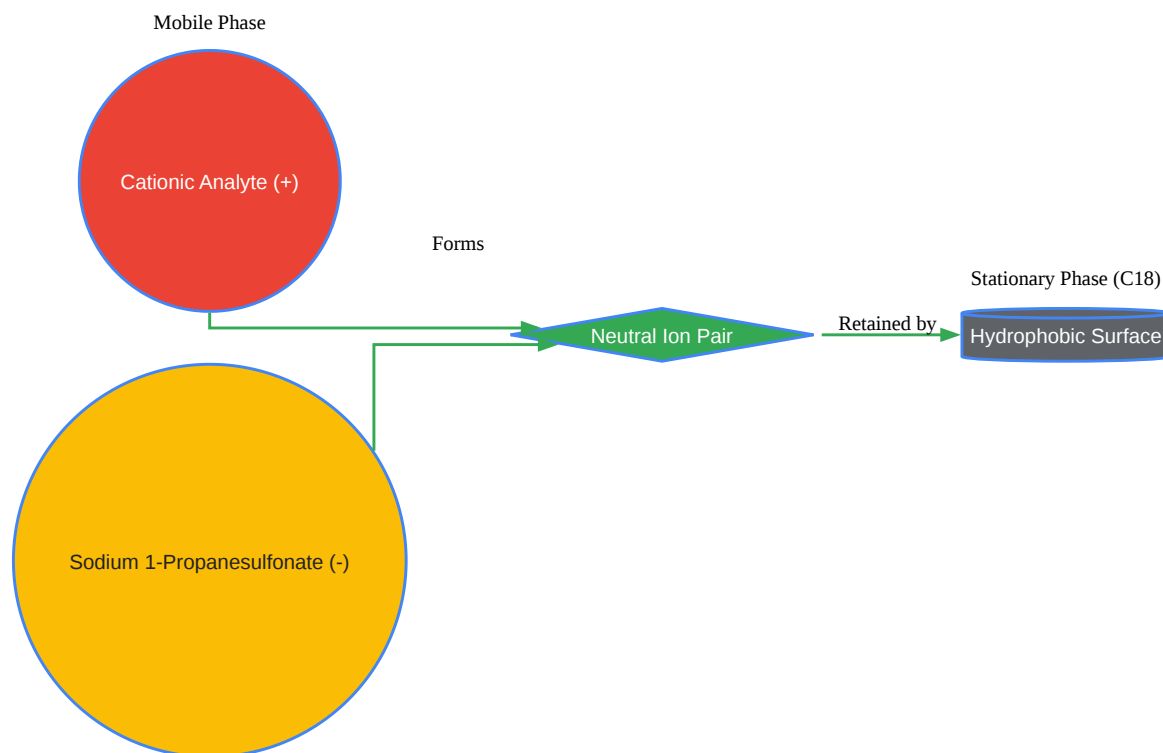 Mobile Phase
Cationic Analyte (+)
Forms
Stationary Phase (C18)
Neutral Ion Pair
Retained by
Hydrophobic Surface
Sodium 1-Propanesulfonate (-)